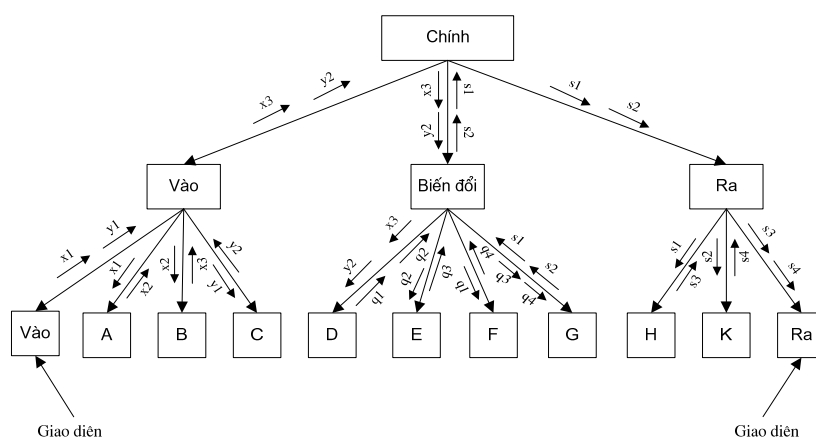 Chính
x3 y2 x3 s1 s1 s2
y2 s2
Vào Biến đổi Ra
x1 y1 x1 x2 x2 x3 y1 y2
x3 y2 q1 q2 q2 q3 q4 q1 s1 q3 s2 q4
s1 s3 s2 s4 s3 s4
Vào A B C D E F G H K Ra
Giao diên Giao diên